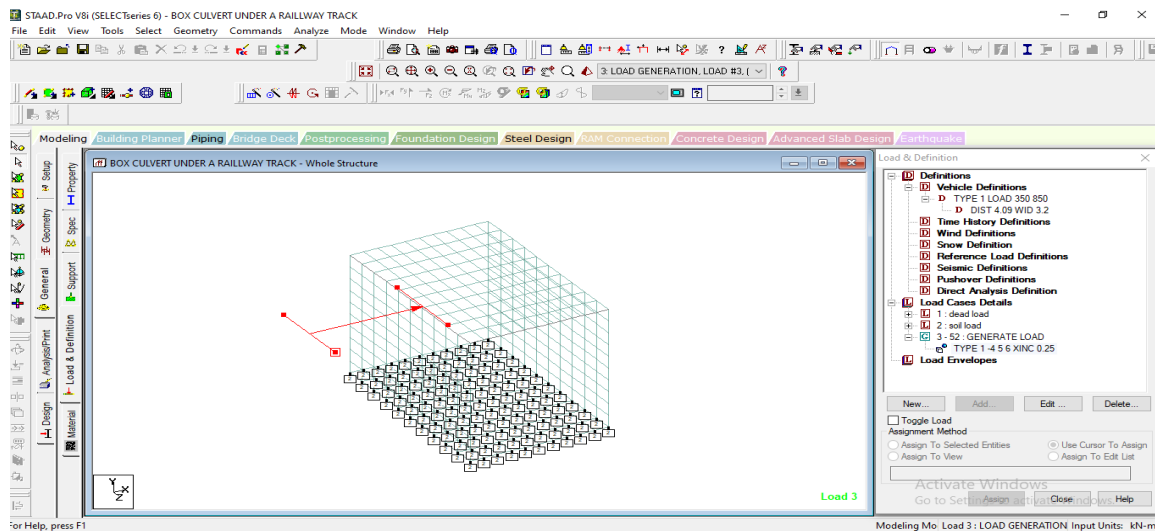 STAAD.Pro V8i (SELECTseries 6) - BOX CULVERT UNDER A RAILLWAY TRACK
File Edit View Tools Select Geometry Commands Analyze Mode Window Help
3: LOAD GENERATION, LOAD #3, (
Modeling Building Planner Piping Bridge Deck Postprocessing Foundation Design Steel Design RAM Connection Concrete Design Advanced Slab Design Earthquake
BOX CULVERT UNDER A RAILLWAY TRACK - Whole Structure
Setup
Geometry
General
Analysis/Print
Design
Property
Spec
Support
Load & Definition
Material
Y
X
Z
Load 3
Load & Definition
Definitions
Vehicle Definitions
TYPE 1 LOAD 350 850
DIST 4.09 WID 3.2
Time History Definitions
Wind Definitions
Snow Definition
Reference Load Definitions
Seismic Definitions
Pushover Definitions
Direct Analysis Definition
Load Cases Details
1 : dead load
2 : soil load
3 - 52 : GENERATE LOAD
TYPE 1 -4 5 6 XINC 0.25
Load Envelopes
New... Add... Edit ... Delete...
Toggle Load
Assignment Method
Assign To Selected Entities Use Cursor To Assign
Assign To View Assign To Edit List
Activate Windows
Go to Settings to activate Windows.
Assign Close Help
For Help, press F1
Modeling Mo Load 3 : LOAD GENERATION Input Units: kN-m